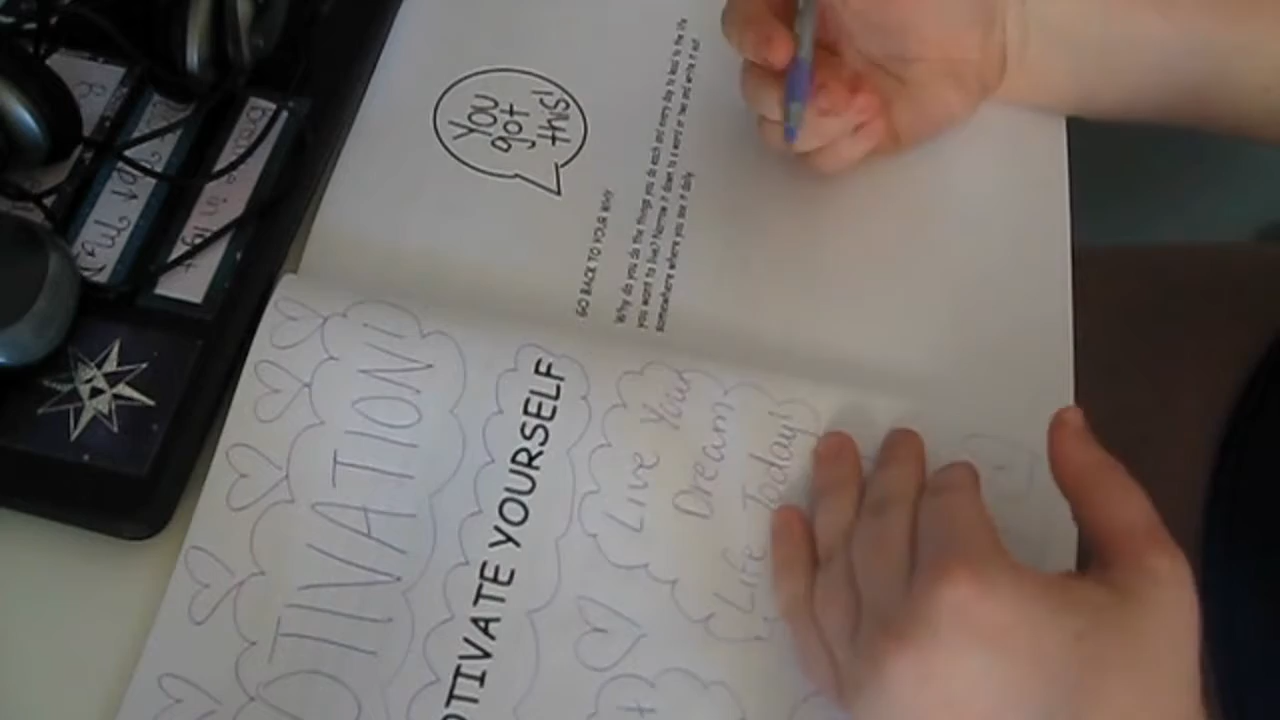 You
got
this!
GO BACK TO YOUR WHY
Why do you do the things you do each and every day to lead to the life
you want to live? Narrow it down to a word or two and write it out
somewhere where you see it daily
OTIVATION!
OTIVATE YOURSELF
Live Your
Dream
Life Today!